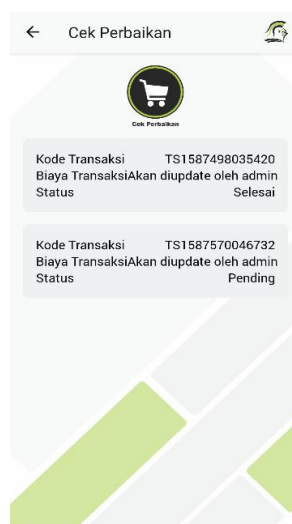 Cek Perbaikan
Cek Perbaikan
Kode Transaksi TS1587498035420
Biaya TransaksiAkan diupdate oleh admin
Status Selesai
Kode Transaksi TS1587570046732
Biaya TransaksiAkan diupdate oleh admin
Status Pending